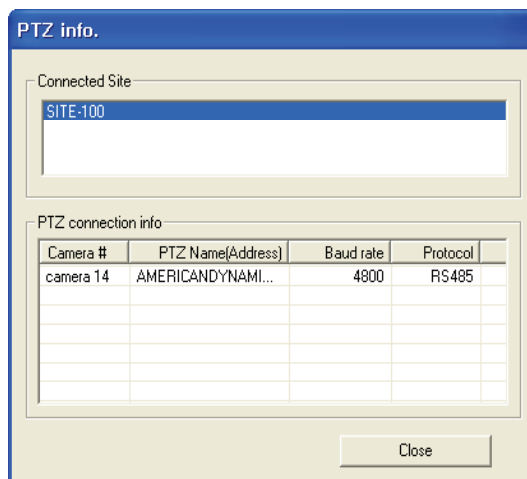 PTZ info.
Connected Site
SITE-100
PTZ connection info
Camera # PTZ Name(Address) Baud rate Protocol
camera 14 AMERICANDYNAMI... 4800 RS485
Close